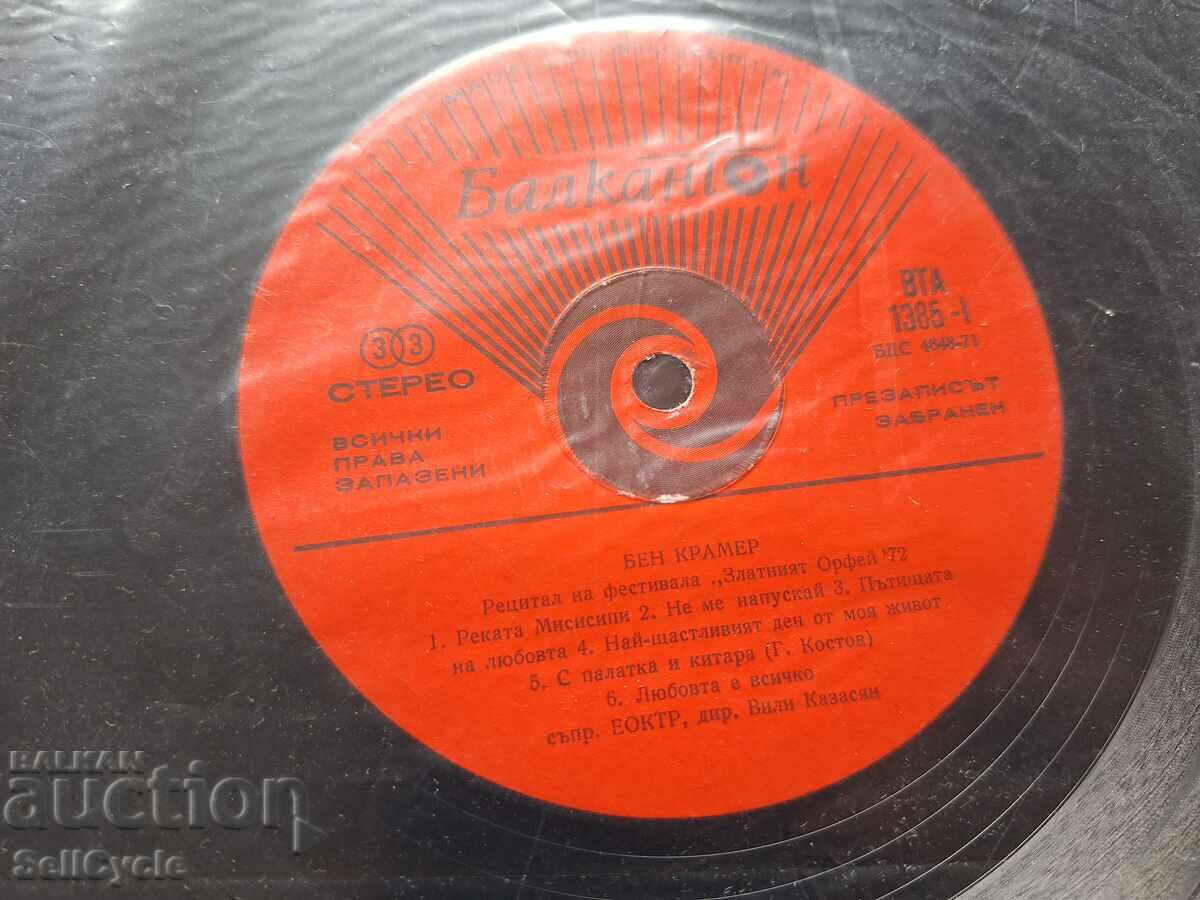 Балкантон
33
СТЕРЕО
ВСИЧКИ
ПРАВА
ЗАПАЗЕНИ
ВТА
1385-I
БДС 4648-71
ПРЕЗАПИСЪТ
ЗАБРАНЕН
БЕН КРАМЕР
Рецитал на фестивала „Златният Орфей '72
1. Реката Мисисипи 2. Не ме напускай 3. Пътищата
на любовта 4. Най-щастливият ден от моя живот
5. С палатка и китара (Г. Костов)
6. Любовта е всичко
съпр. ЕОКТР, дир. Вили Казасян
BALKAN
auction
SellCycle